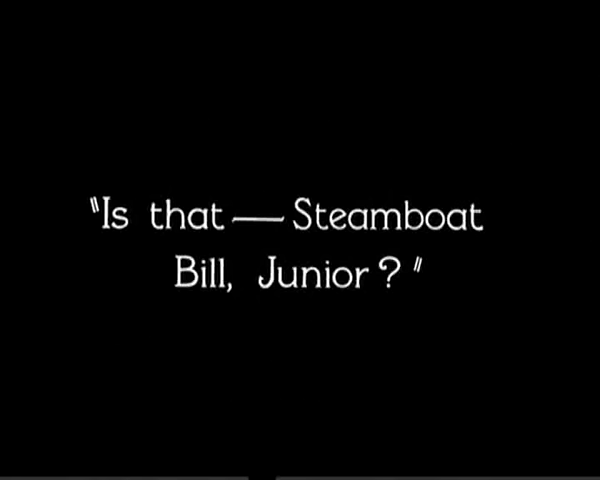 "Is that — Steamboat
Bill, Junior?"